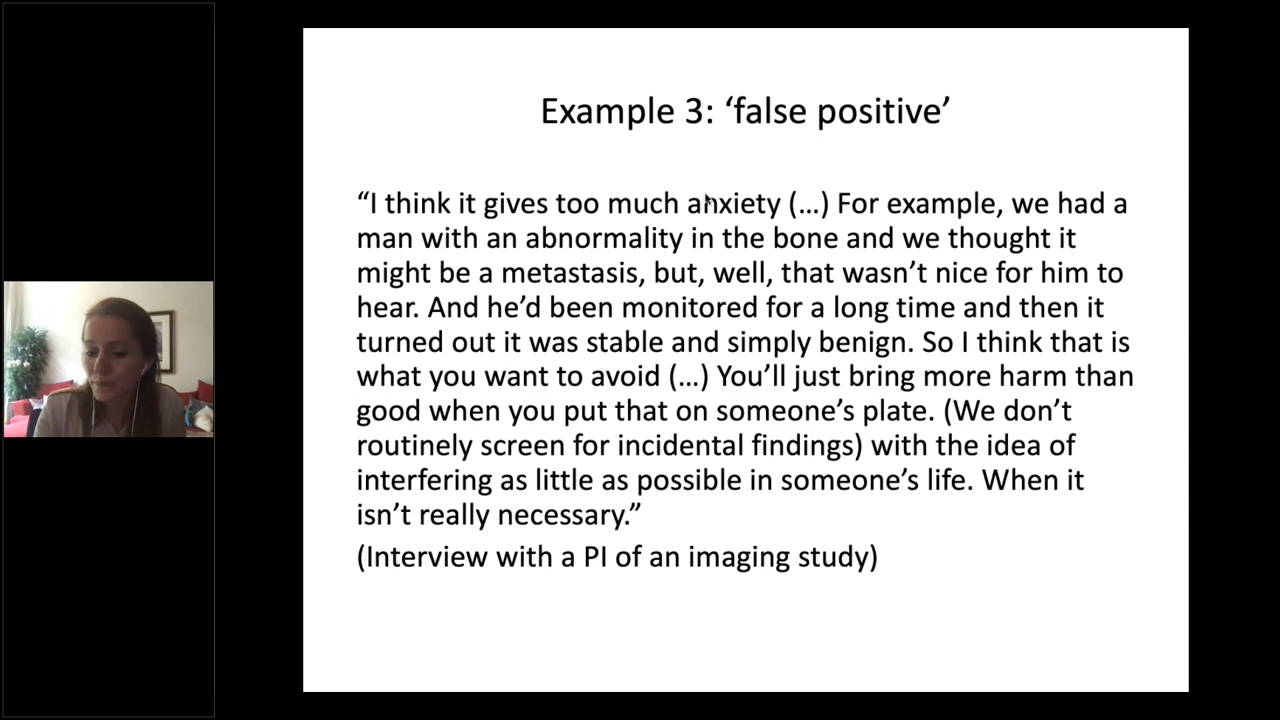 Example 3: ‘false positive’
“I think it gives too much anxiety (…) For example, we had a
man with an abnormality in the bone and we thought it
might be a metastasis, but, well, that wasn’t nice for him to
hear. And he’d been monitored for a long time and then it
turned out it was stable and simply benign. So I think that is
what you want to avoid (…) You’ll just bring more harm than
good when you put that on someone’s plate. (We don’t
routinely screen for incidental findings) with the idea of
interfering as little as possible in someone’s life. When it
isn’t really necessary.”
(Interview with a PI of an imaging study)